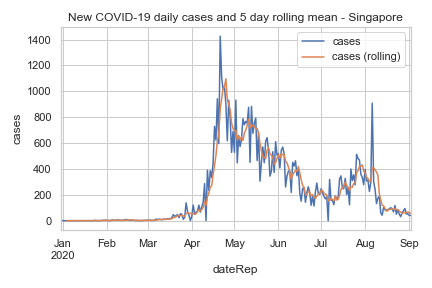 New COVID-19 daily cases and 5 day rolling mean - Singapore
cases
cases (rolling)
1400
1200
1000
800
600
400
200
0
cases
Jan Feb Mar Apr May Jun Jul Aug Sep
2020
dateRep